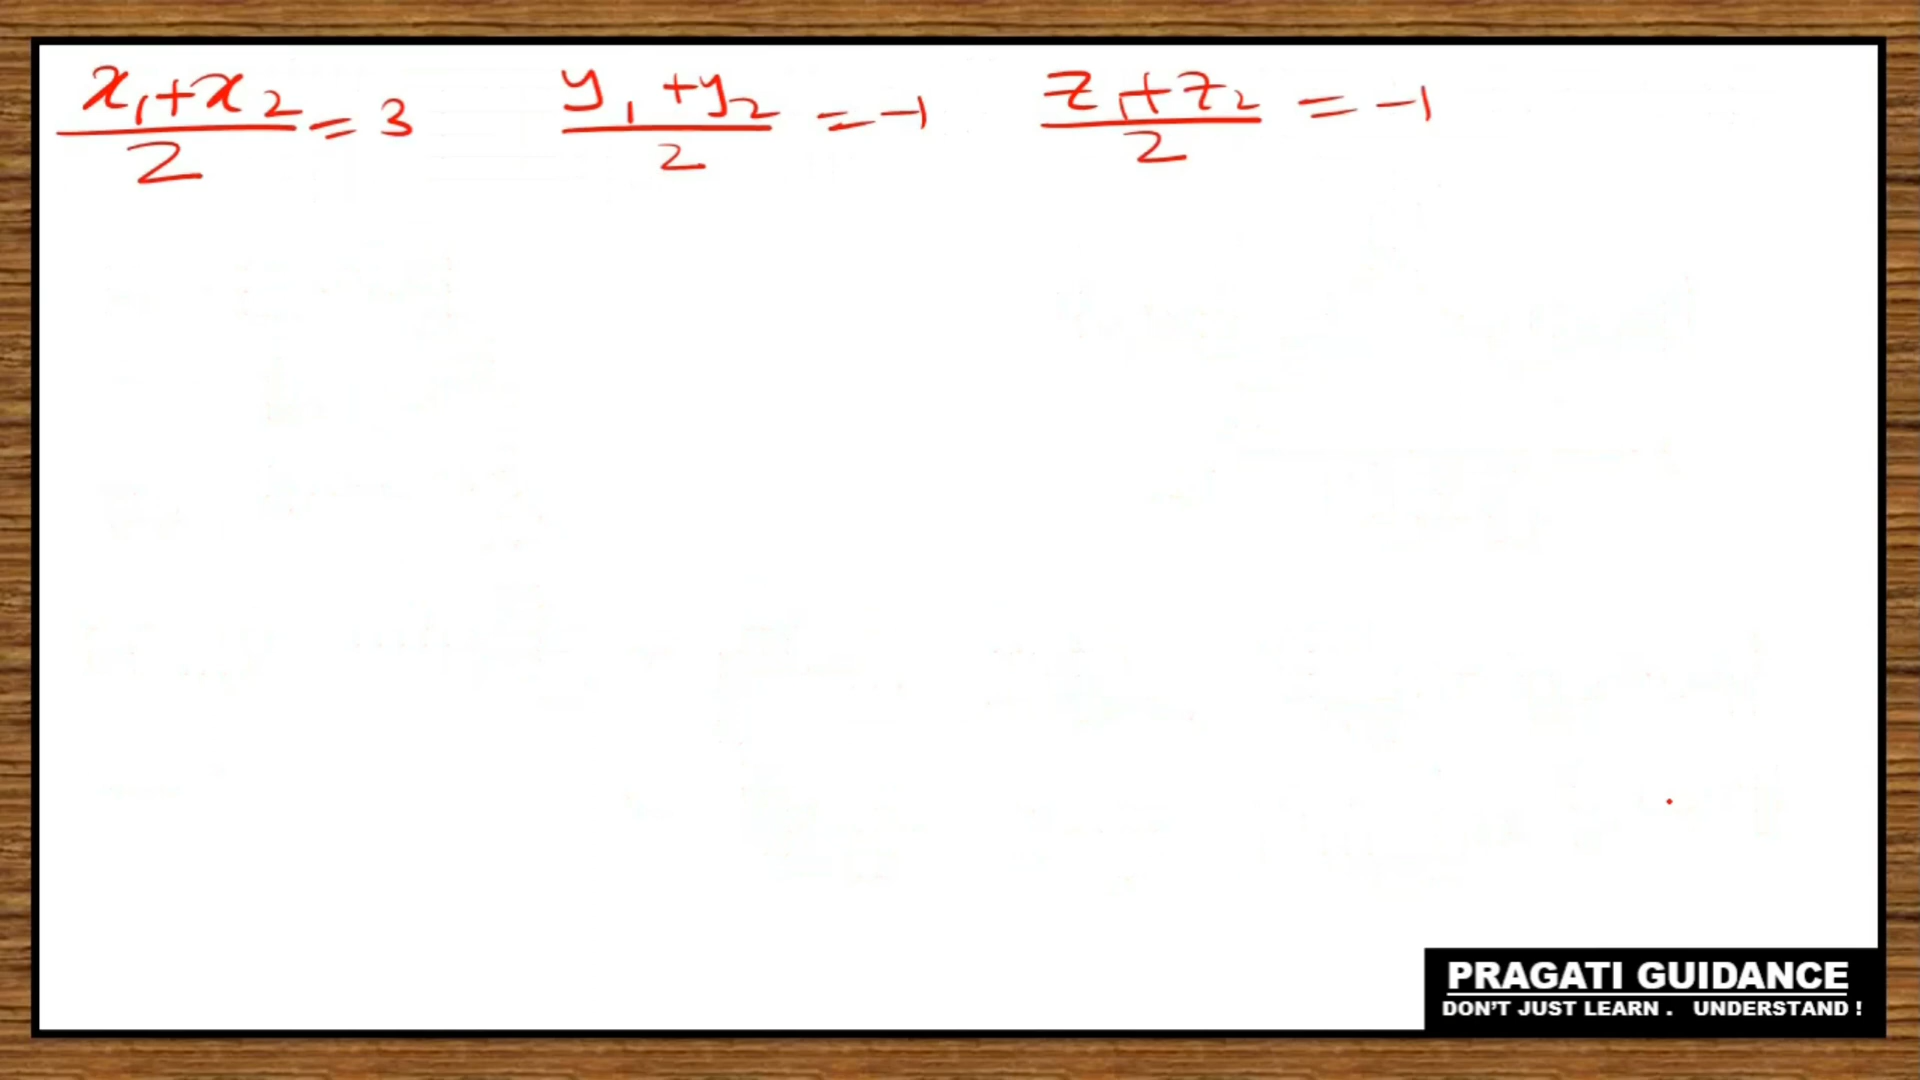 x₁+x₂/2 = 3    y₁+y₂/2 = -1    z₁+z₂/2 = -1
PRAGATI GUIDANCE
DON'T JUST LEARN . UNDERSTAND !